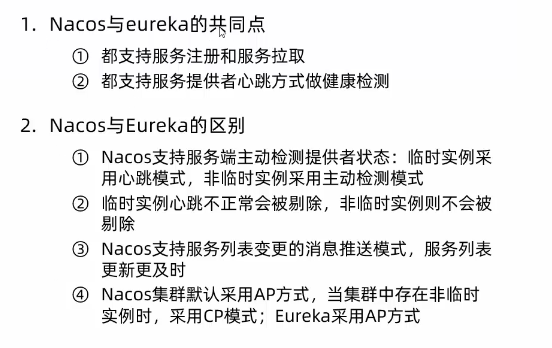 1. Nacos与eureka的共同点
① 都支持服务注册和服务拉取
② 都支持服务提供者心跳方式做健康检测
2. Nacos与Eureka的区别
① Nacos支持服务端主动检测提供者状态：临时实例采
用心跳模式，非临时实例采用主动检测模式
② 临时实例心跳不正常会被剔除，非临时实例则不会被
剔除
③ Nacos支持服务列表变更的消息推送模式，服务列表
更新更及时
④ Nacos集群默认采用AP方式，当集群中存在非临时
实例时，采用CP模式；Eureka采用AP方式